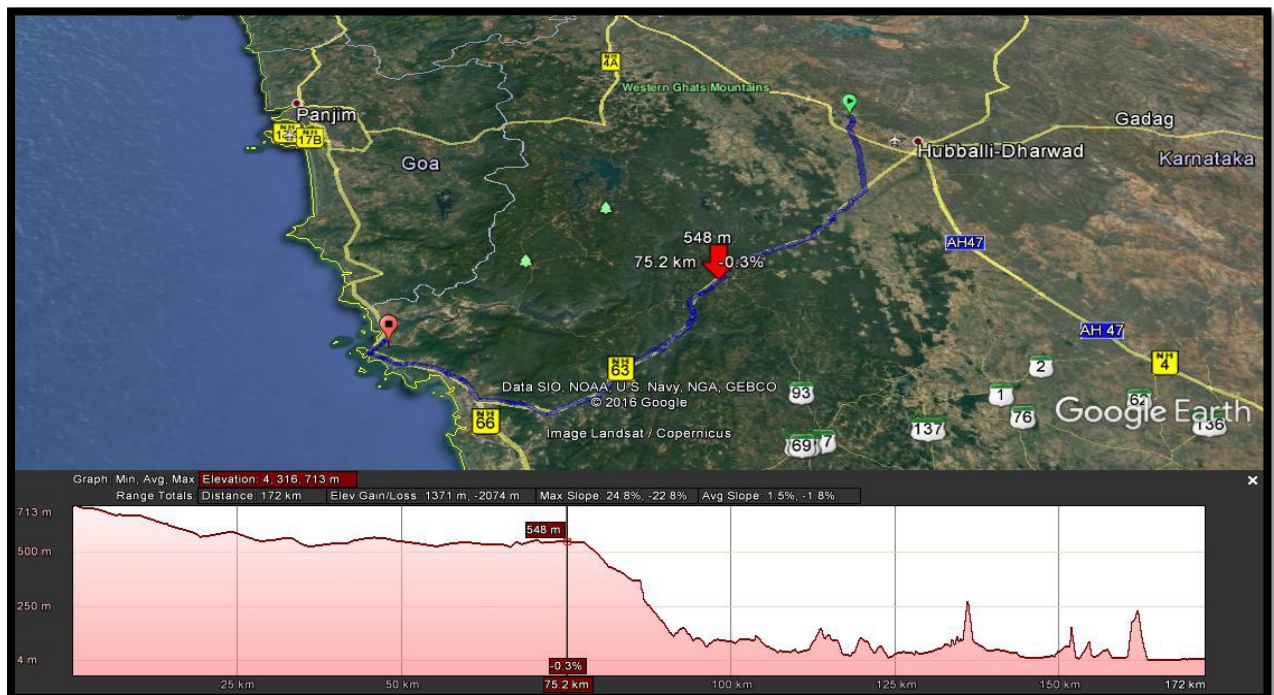 NH
4A
Western Ghats Mountains
Panjim
NH
17B
Goa
Gadag
Hubballi-Dharwad
Karnataka
548 m
75.2 km -0.3%
AH47
AH 47
NH
63
NH
4
2
93
1
62
76
136
137
69
7
NH
66
Data SIO, NOAA, U.S. Navy, NGA, GEBCO
© 2016 Google
Image Landsat / Copernicus
Google Earth
Graph: Min, Avg, Max Elevation: 4, 316, 713 m
Range Totals: Distance: 172 km Elev Gain/Loss: 1371 m, -2074 m Max Slope: 24.8%, -22.8% Avg Slope: 1.5%, -1.8%
713 m
548 m
500 m
250 m
4 m
-0.3%
25 km 50 km 75.2 km 100 km 125 km 150 km 172 km